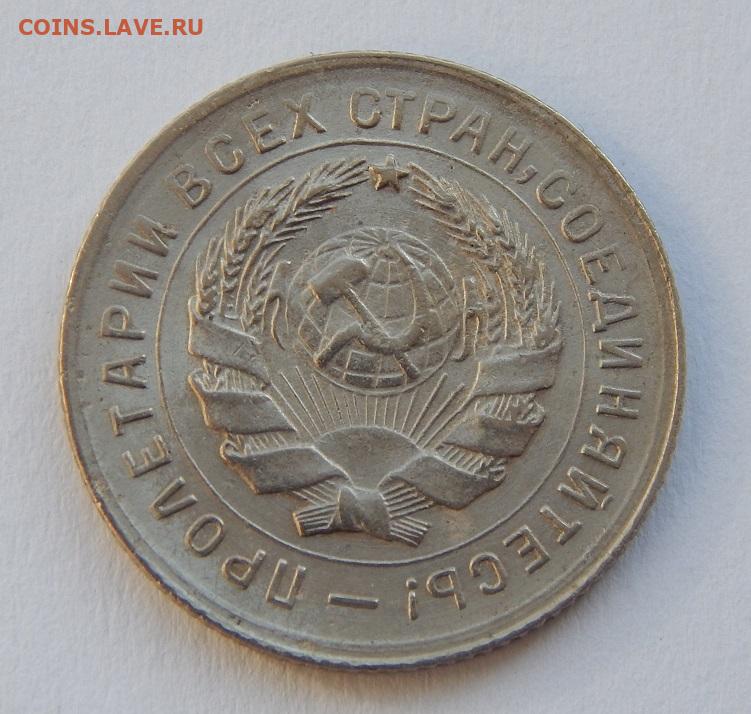 COINS.LAVE.RU
ПРОЛЕТАРИИ ВСЕХ СТРАН, СОЕДИНЯЙТЕСЬ! —